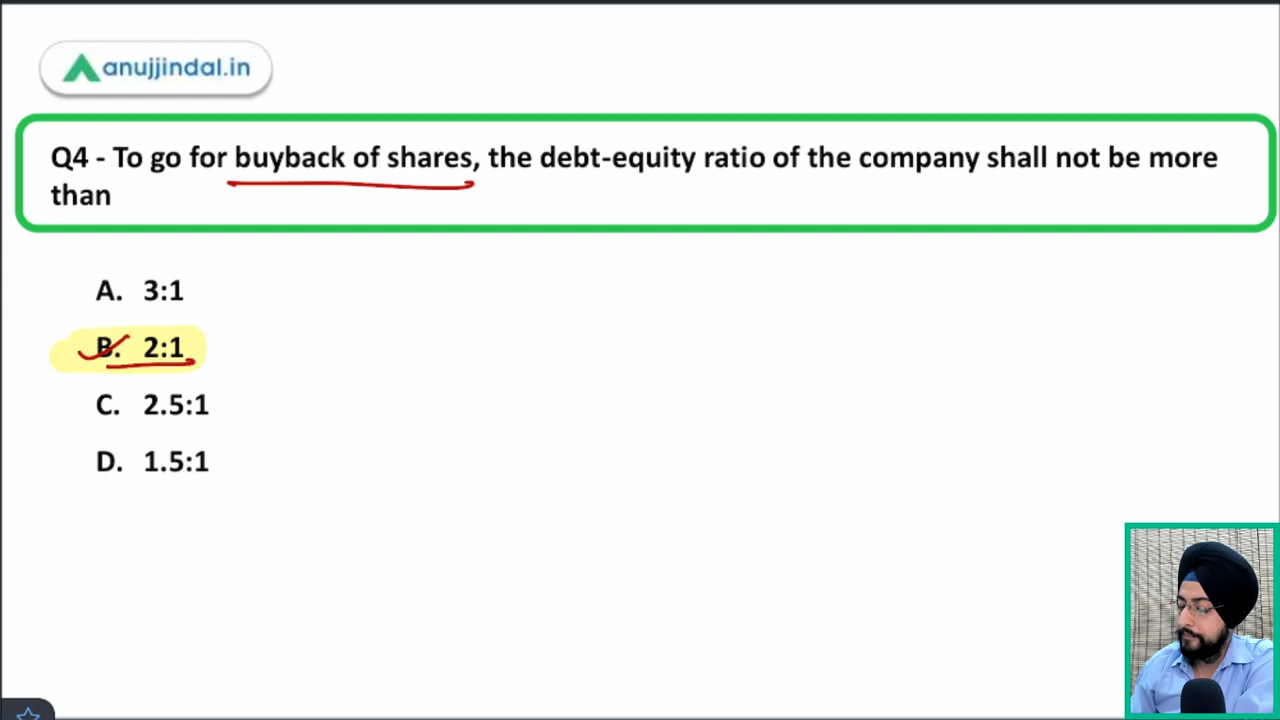 anujjindal.in
Q4 - To go for buyback of shares, the debt-equity ratio of the company shall not be more
than
A. 3:1
B. 2:1
C. 2.5:1
D. 1.5:1